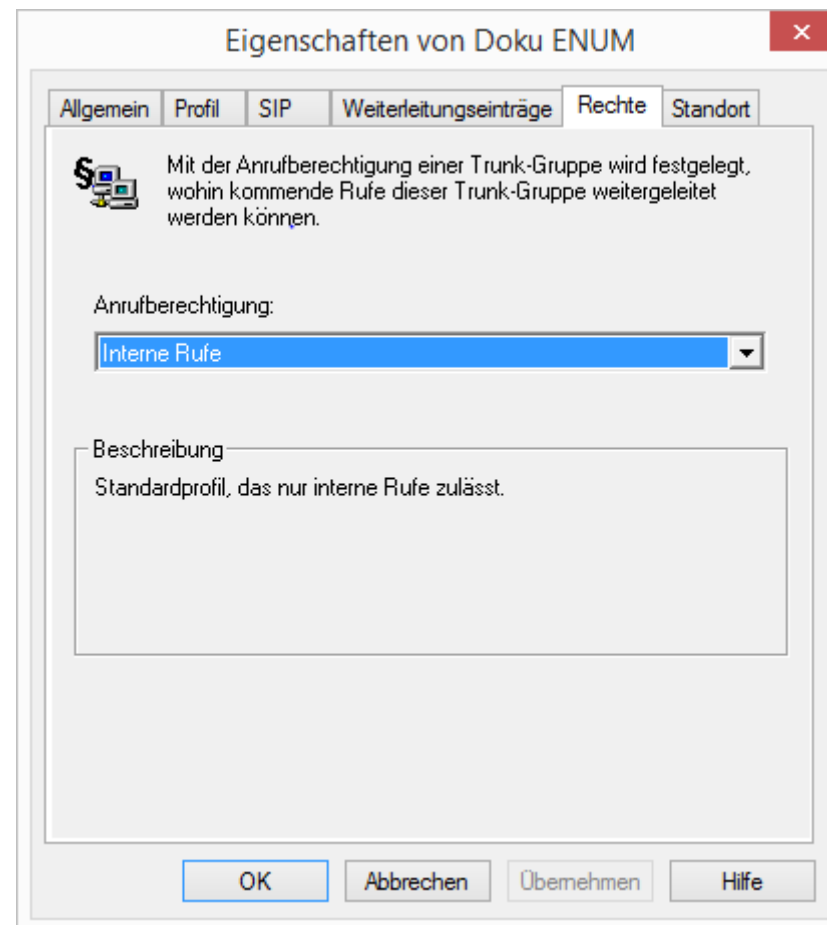 Eigenschaften von Doku ENUM
Allgemein Profil SIP Weiterleitungseinträge Rechte Standort
Mit der Anrufberechtigung einer Trunk-Gruppe wird festgelegt,
wohin kommende Rufe dieser Trunk-Gruppe weitergeleitet
werden können.
Anrufberechtigung:
Interne Rufe
Beschreibung
Standardprofil, das nur interne Rufe zulässt.
OK Abbrechen Übernehmen Hilfe